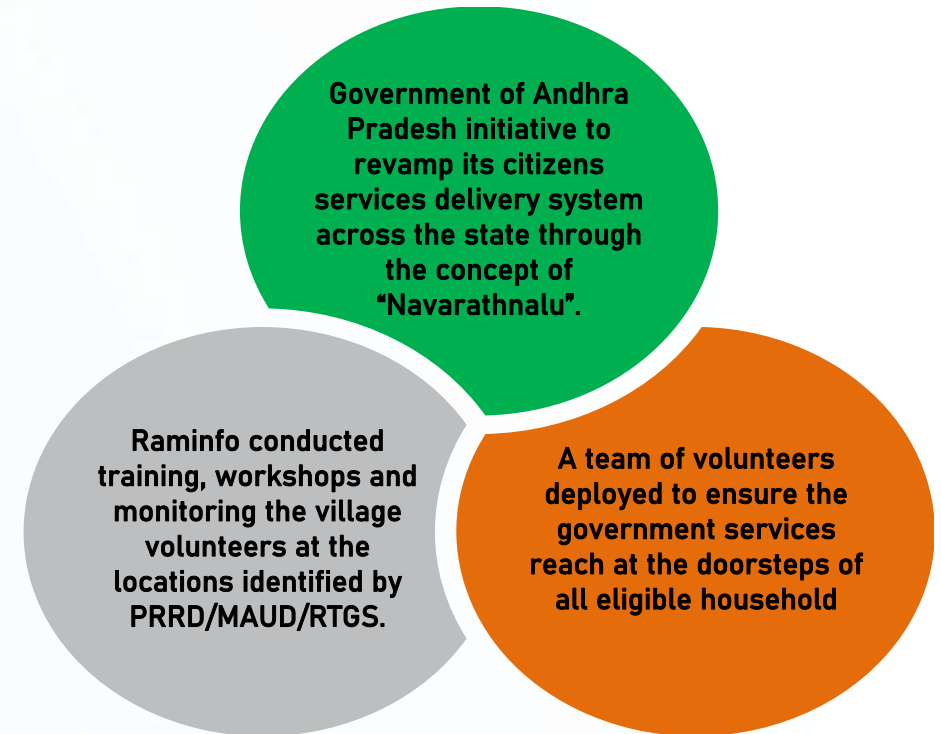 Government of Andhra
Pradesh initiative to
revamp its citizens
services delivery system
across the state through
the concept of
“Navarathnalu”.
Raminfo conducted
training, workshops and
monitoring the village
volunteers at the
locations identified by
PRRD/MAUD/RTGS.
A team of volunteers
deployed to ensure the
government services
reach at the doorsteps of
all eligible household